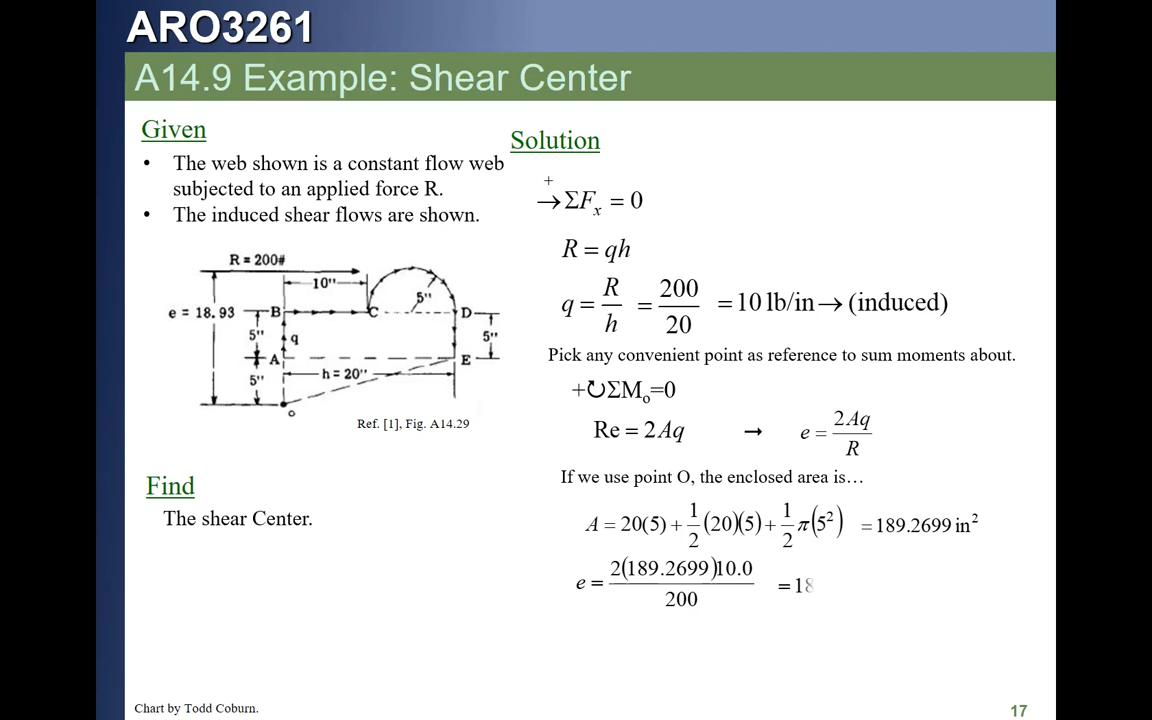 ARO3261
A14.9 Example: Shear Center
Given
• The web shown is a constant flow web
subjected to an applied force R.
• The induced shear flows are shown.
R = 200#
10"
5"
e = 18.93
B
C
D
5"
q
5"
A
E
5"
h = 20"
o
Ref. [1], Fig. A14.29
Find
The shear Center.
Solution
+
→ ΣFₓ = 0
R = qh
q = R/h = 200/20 = 10 lb/in → (induced)
Pick any convenient point as reference to sum moments about.
+↻ΣMₒ=0
Re = 2Aq → e = 2Aq/R
If we use point O, the enclosed area is…
A = 20(5) + 1/2 (20)(5) + 1/2 π(5²) = 189.2699 in²
e = 2(189.2699)10.0/200 = 18
Chart by Todd Coburn.
17